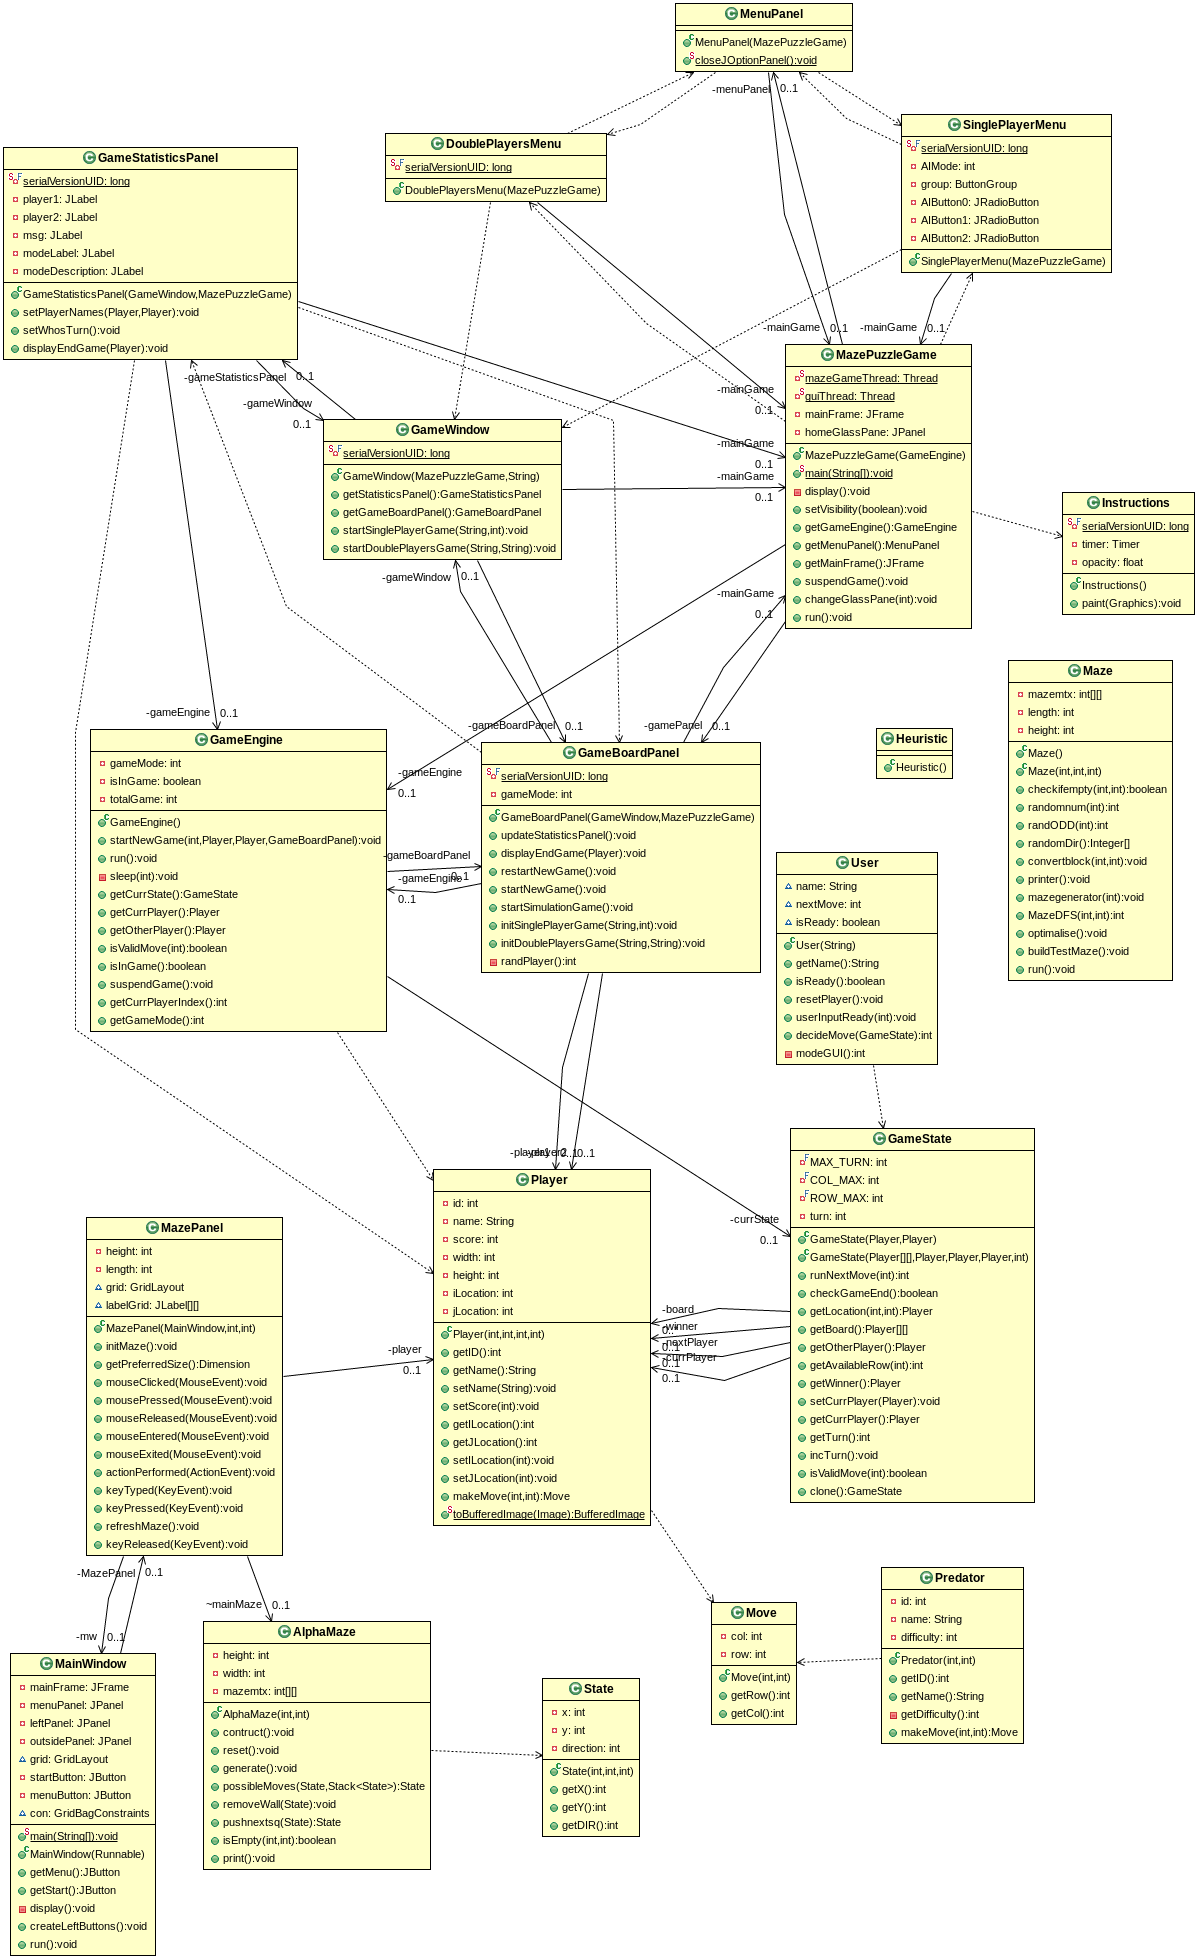 MenuPanel
MenuPanel(MazePuzzleGame)
closeJOptionPanel():void
-menuPanel
0..1
DoublePlayersMenu
serialVersionUID: long
DoublePlayersMenu(MazePuzzleGame)
SinglePlayerMenu
serialVersionUID: long
AIMode: int
group: ButtonGroup
AIButton0: JRadioButton
AIButton1: JRadioButton
AIButton2: JRadioButton
SinglePlayerMenu(MazePuzzleGame)
GameStatisticsPanel
serialVersionUID: long
player1: JLabel
player2: JLabel
msg: JLabel
modeLabel: JLabel
modeDescription: JLabel
GameStatisticsPanel(GameWindow,MazePuzzleGame)
setPlayerNames(Player,Player):void
setWhosTurn():void
displayEndGame(Player):void
-mainGame
0..1
-mainGame
0..1
-gameStatisticsPanel
0..1
-gameWindow
0..1
-mainGame
0..1
-mainGame
0..1
-mainGame
0..1
MazePuzzleGame
mazeGameThread: Thread
guiThread: Thread
mainFrame: JFrame
homeGlassPane: JPanel
MazePuzzleGame(GameEngine)
main(String[]):void
display():void
setVisibility(boolean):void
getGameEngine():GameEngine
getMenuPanel():MenuPanel
getMainFrame():JFrame
suspendGame():void
changeGlassPane(int):void
run():void
GameWindow
serialVersionUID: long
GameWindow(MazePuzzleGame,String)
getStatisticsPanel():GameStatisticsPanel
getGameBoardPanel():GameBoardPanel
startSinglePlayerGame(String,int):void
startDoublePlayersGame(String,String):void
Instructions
serialVersionUID: long
timer: Timer
opacity: float
Instructions()
paint(Graphics):void
-gameWindow
0..1
-mainGame
0..1
-gameEngine
0..1
-gameBoardPanel
0..1
-gamePanel
0..1
Maze
mazemtx: int[][]
length: int
height: int
Maze()
Maze(int,int,int)
checkifempty(int,int):boolean
randomnum(int):int
randODD(int):int
randomDir():Integer[]
convertblock(int,int):void
printer():void
mazegenerator(int):void
MazeDFS(int,int):int
optimalise():void
buildTestMaze():void
run():void
Heuristic
Heuristic()
GameEngine
gameMode: int
isInGame: boolean
totalGame: int
GameEngine()
startNewGame(int,Player,Player,GameBoardPanel):void
run():void
sleep(int):void
getCurrState():GameState
getCurrPlayer():Player
getOtherPlayer():Player
isValidMove(int):boolean
isInGame():boolean
suspendGame():void
getCurrPlayerIndex():int
getGameMode():int
-gameEngine
0..1
-gameBoardPanel
0..1
-gameEngine
0..1
GameBoardPanel
serialVersionUID: long
gameMode: int
GameBoardPanel(GameWindow,MazePuzzleGame)
updateStatisticsPanel():void
displayEndGame(Player):void
restartNewGame():void
startNewGame():void
startSimulationGame():void
initSinglePlayerGame(String,int):void
initDoublePlayersGame(String,String):void
randPlayer():int
User
name: String
nextMove: int
isReady: boolean
User(String)
getName():String
isReady():boolean
resetPlayer():void
userInputReady(int):void
decideMove(GameState):int
modeGUI():int
-player1
-player2
0..1
0..1
-currState
0..1
GameState
MAX_TURN: int
COL_MAX: int
ROW_MAX: int
turn: int
GameState(Player,Player)
GameState(Player[][],Player,Player,Player,int)
runNextMove(int):int
checkGameEnd():boolean
getLocation(int,int):Player
getBoard():Player[][]
getOtherPlayer():Player
getAvailableRow(int):int
getWinner():Player
setCurrPlayer(Player):void
getCurrPlayer():Player
getTurn():int
incTurn():void
isValidMove(int):boolean
clone():GameState
Player
id: int
name: String
score: int
width: int
height: int
iLocation: int
jLocation: int
Player(int,int,int,int)
getID():int
getName():String
setName(String):void
setScore(int):void
getILocation():int
getJLocation():int
setILocation(int):void
setJLocation(int):void
makeMove(int,int):Move
toBufferedImage(Image):BufferedImage
-board
0..*
-winner
0..1
-nextPlayer
0..1
-currPlayer
0..1
MazePanel
height: int
length: int
grid: GridLayout
labelGrid: JLabel[][]
MazePanel(MainWindow,int,int)
initMaze():void
getPreferredSize():Dimension
mouseClicked(MouseEvent):void
mousePressed(MouseEvent):void
mouseReleased(MouseEvent):void
mouseEntered(MouseEvent):void
mouseExited(MouseEvent):void
actionPerformed(ActionEvent):void
keyTyped(KeyEvent):void
keyPressed(KeyEvent):void
refreshMaze():void
keyReleased(KeyEvent):void
-player
0..1
-MazePanel
0..1
-mw
0..1
~mainMaze
0..1
MainWindow
mainFrame: JFrame
menuPanel: JPanel
leftPanel: JPanel
outsidePanel: JPanel
grid: GridLayout
startButton: JButton
menuButton: JButton
con: GridBagConstraints
main(String[]):void
MainWindow(Runnable)
getMenu():JButton
getStart():JButton
display():void
createLeftButtons():void
run():void
AlphaMaze
height: int
width: int
mazemtx: int[][]
AlphaMaze(int,int)
contruct():void
reset():void
generate():void
possibleMoves(State,Stack<State>):State
removeWall(State):void
pushnextsq(State):State
isEmpty(int,int):boolean
print():void
State
x: int
y: int
direction: int
State(int,int,int)
getX():int
getY():int
getDIR():int
Move
col: int
row: int
Move(int,int)
getRow():int
getCol():int
Predator
id: int
name: String
difficulty: int
Predator(int,int)
getID():int
getName():String
getDifficulty():int
makeMove(int,int):Move